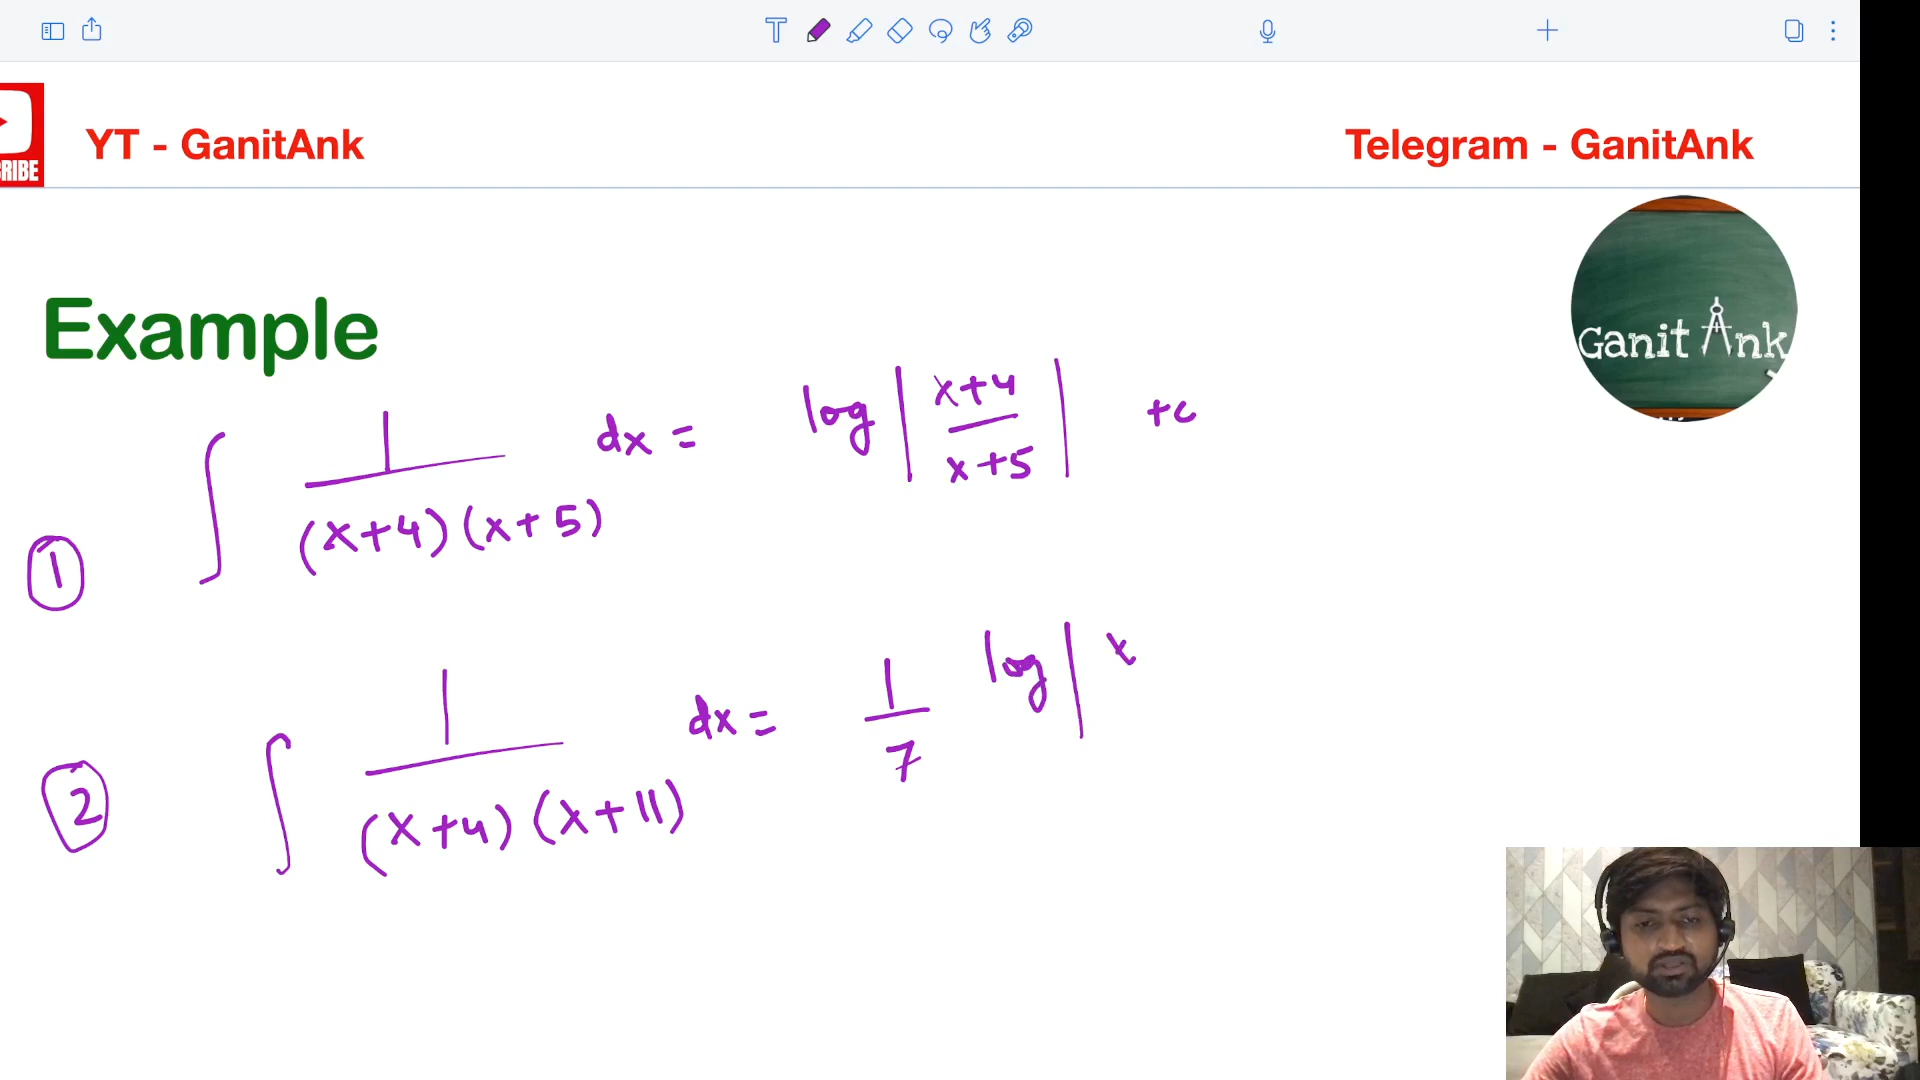 T
RIBE
YT - GanitAnk
Telegram - GanitAnk
Ganit Ank
Example
① ∫ 1/((x+4)(x+5)) dx = log |(x+4)/(x+5)| +c
② ∫ 1/((x+4)(x+11)) dx = 1/7 log | x